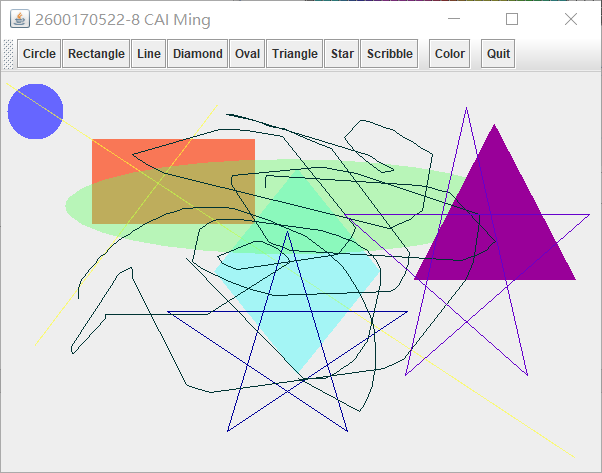 2600170522-8 CAI Ming
Circle Rectangle Line Diamond Oval Triangle Star Scribble Color Quit